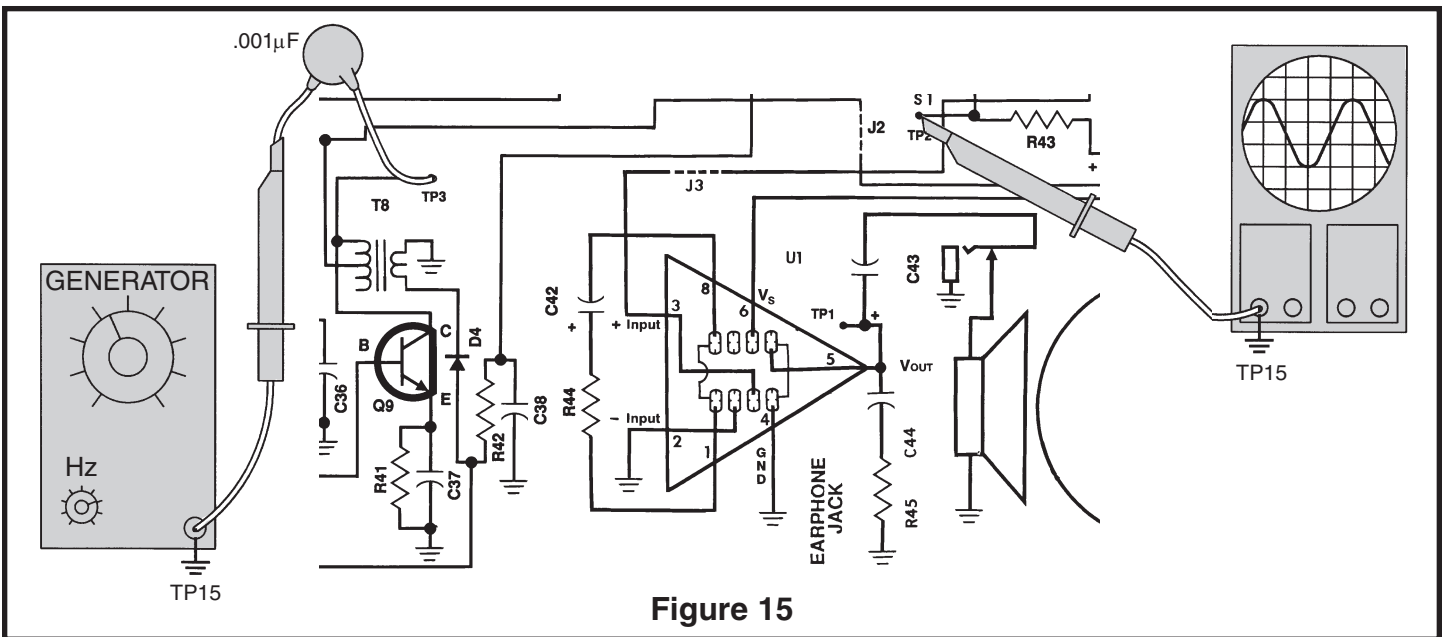 .001μF
S1
TP2
J2
R43
+
J3
TP3
T8
GENERATOR
U1
C43
C42
8
VS
6
3
TP1
+
+
+ Input
C
D4
B
5
VOUT
C36
Q9
E
R42
C38
R44
- Input
4
2
1
GND
C44
TP15
Hz
R41
C37
EARPHONE
JACK
R45
TP15
Figure 15